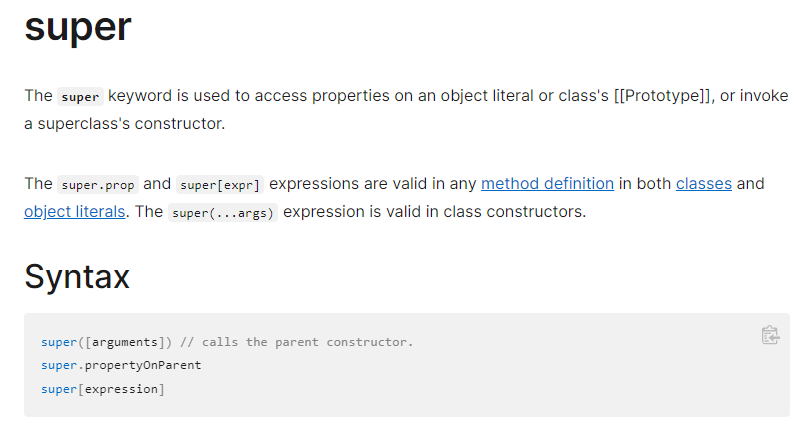 super
The super keyword is used to access properties on an object literal or class's [[Prototype]], or invoke
a superclass's constructor.
The super.prop and super[expr] expressions are valid in any method definition in both classes and
object literals. The super(...args) expression is valid in class constructors.
Syntax
super([arguments]) // calls the parent constructor.
super.propertyOnParent
super[expression]